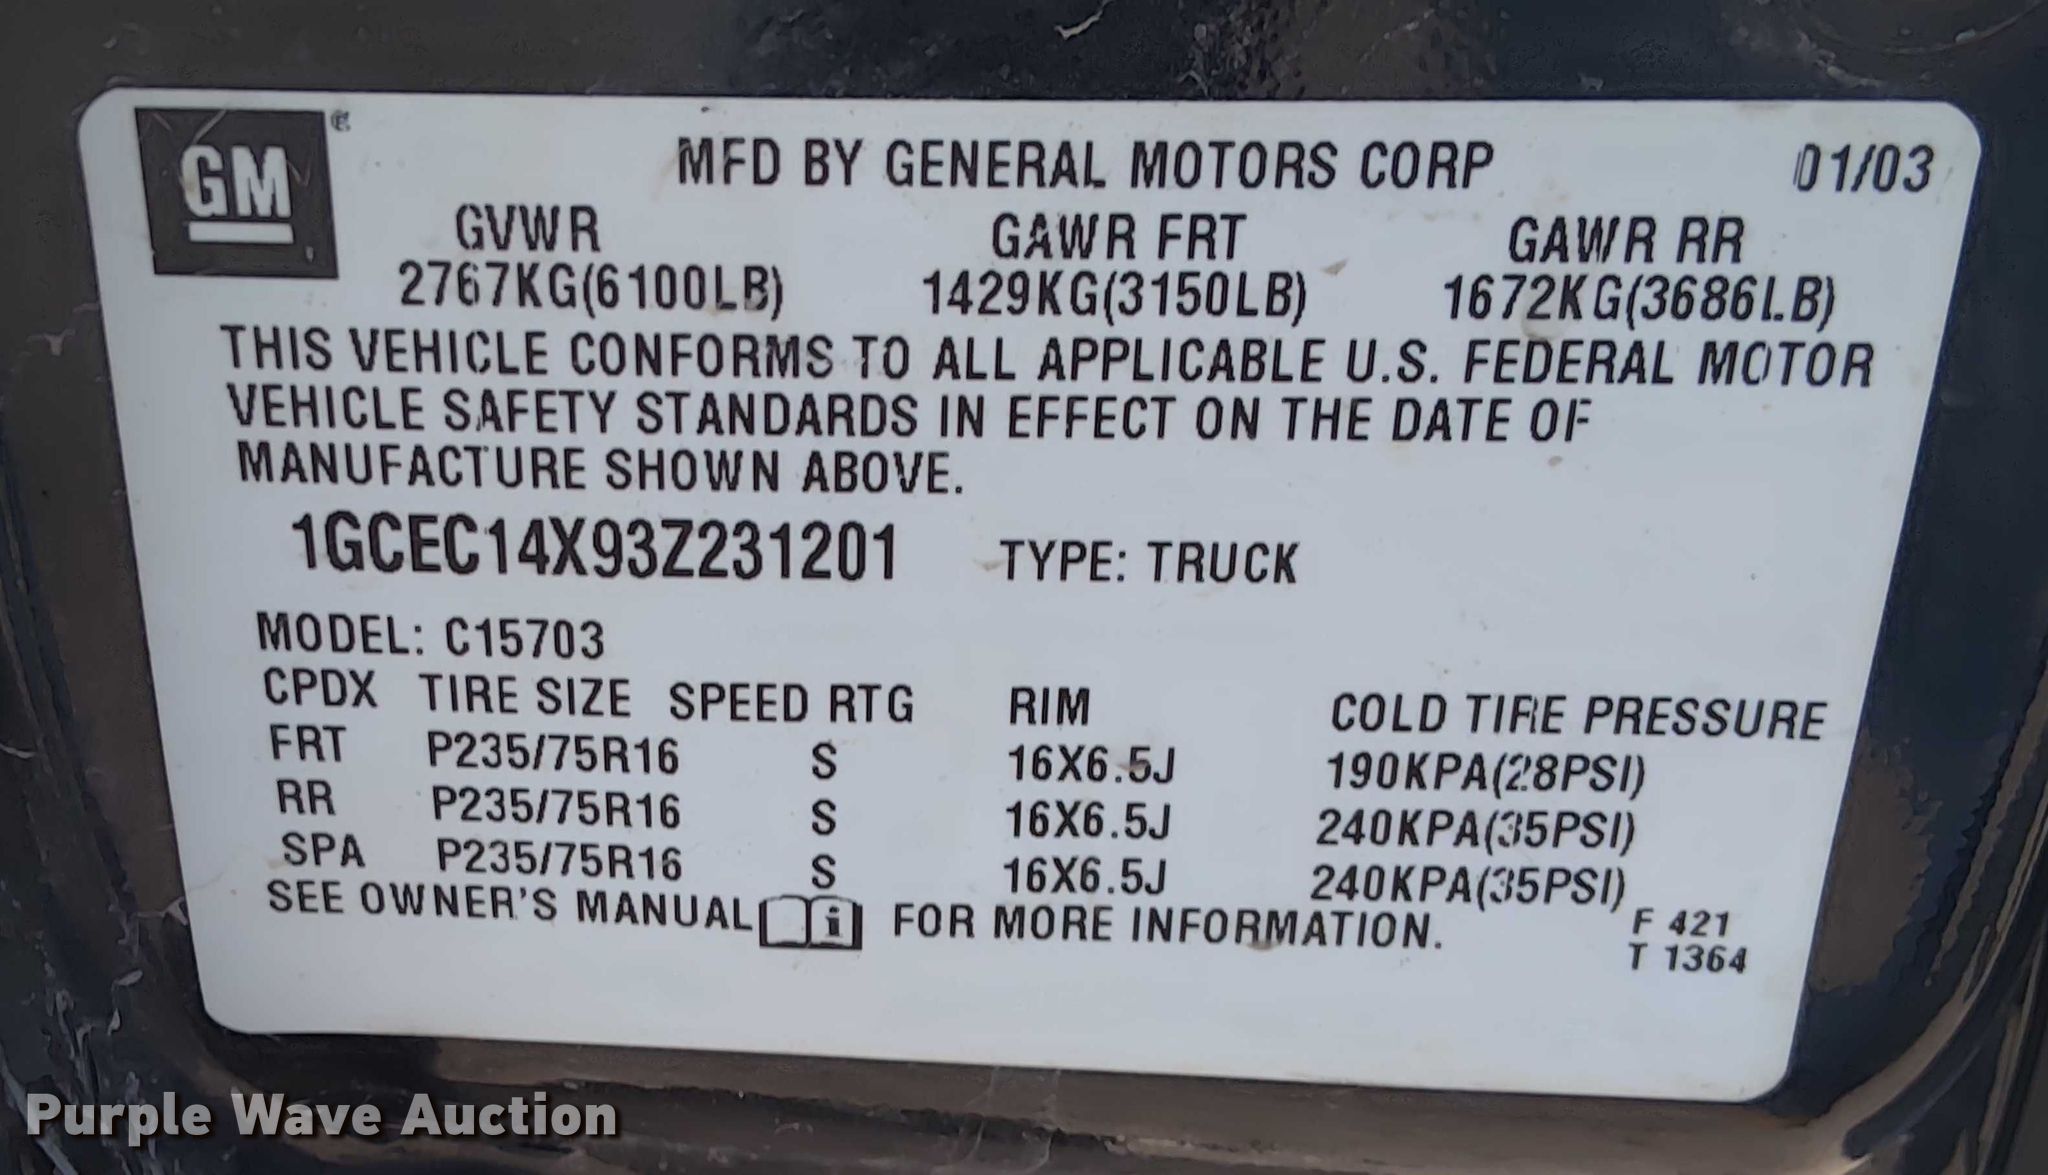 GM
MFD BY GENERAL MOTORS CORP 01/03
GVWR GAWR FRT GAWR RR
2767KG(6100LB) 1429KG(3150LB) 1672KG(3686LB)
THIS VEHICLE CONFORMS TO ALL APPLICABLE U.S. FEDERAL MOTOR
VEHICLE SAFETY STANDARDS IN EFFECT ON THE DATE OF
MANUFACTURE SHOWN ABOVE.
1GCEC14X93Z231201 TYPE: TRUCK
MODEL: C15703
CPDX TIRE SIZE SPEED RTG RIM COLD TIRE PRESSURE
FRT P235/75R16 S 16X6.5J 190KPA(28PSI)
RR P235/75R16 S 16X6.5J 240KPA(35PSI)
SPA P235/75R16 S 16X6.5J 240KPA(35PSI)
SEE OWNER'S MANUAL i FOR MORE INFORMATION.
F 421
T 1364
Purple Wave Auction